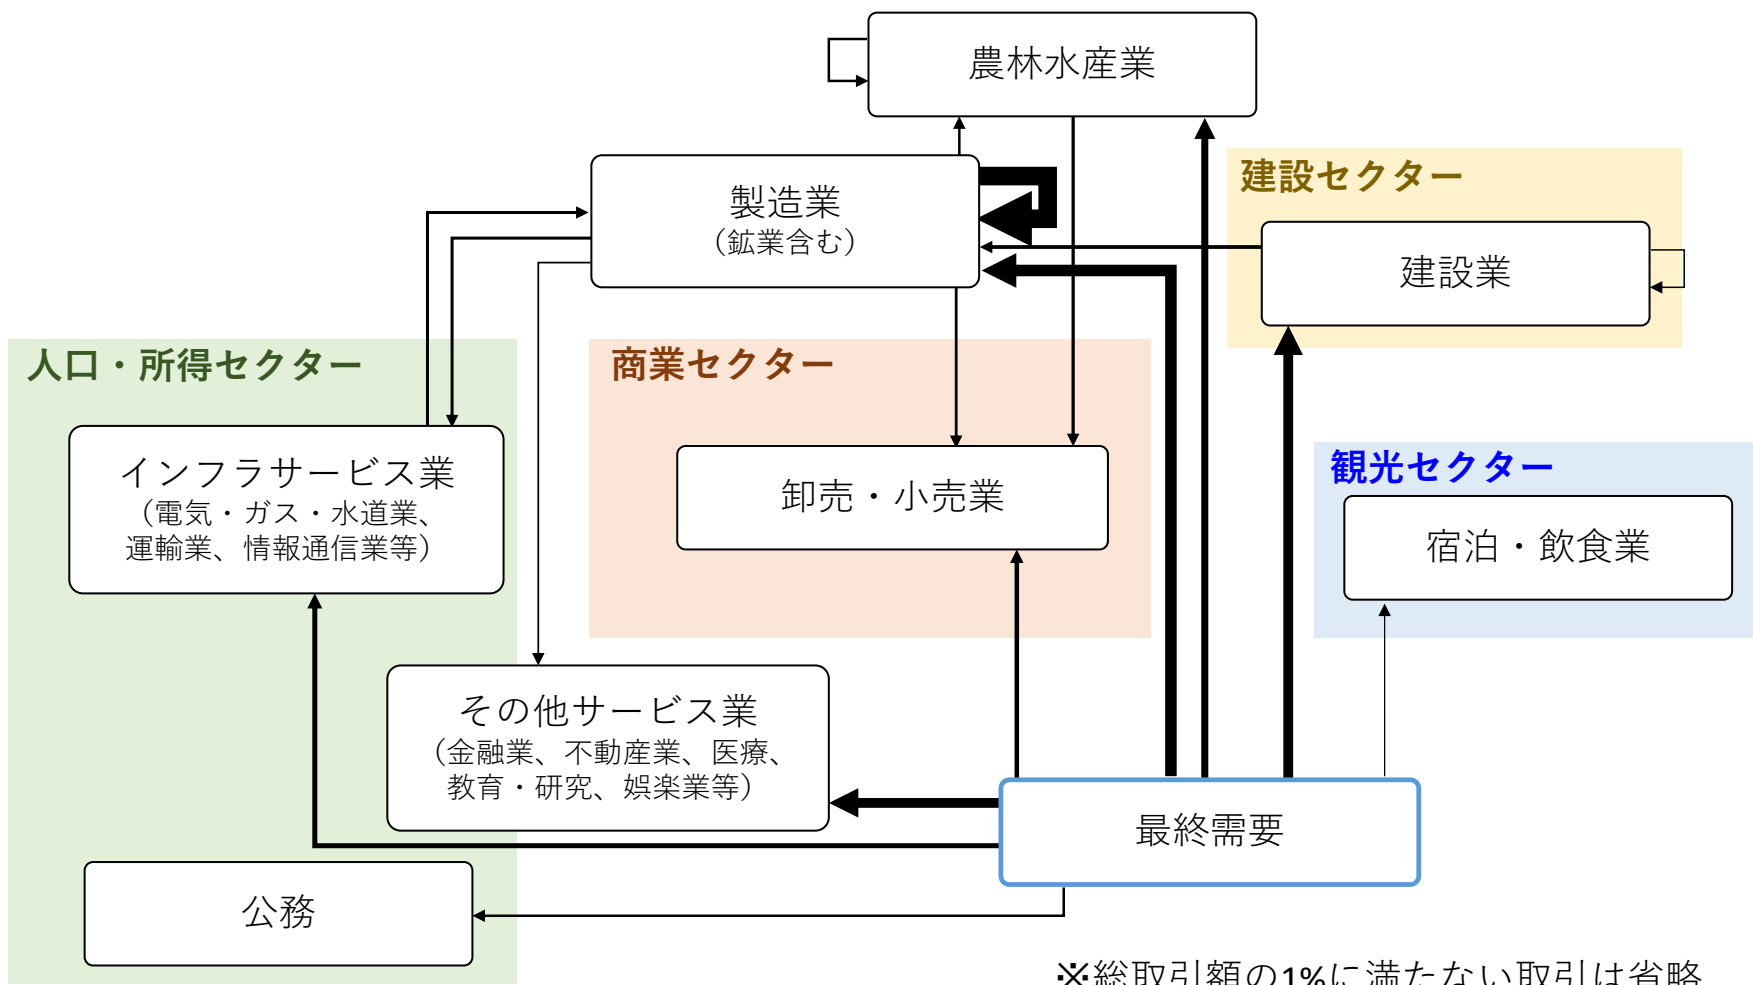 農林水産業
製造業
（鉱業含む）
建設セクター
建設業
人口・所得セクター
商業セクター
インフラサービス業
（電気・ガス・水道業、
運輸業、情報通信業等）
卸売・小売業
観光セクター
宿泊・飲食業
その他サービス業
（金融業、不動産業、医療、
教育・研究、娯楽業等）
最終需要
公務
※総取引額の1%に満たない取引は省略